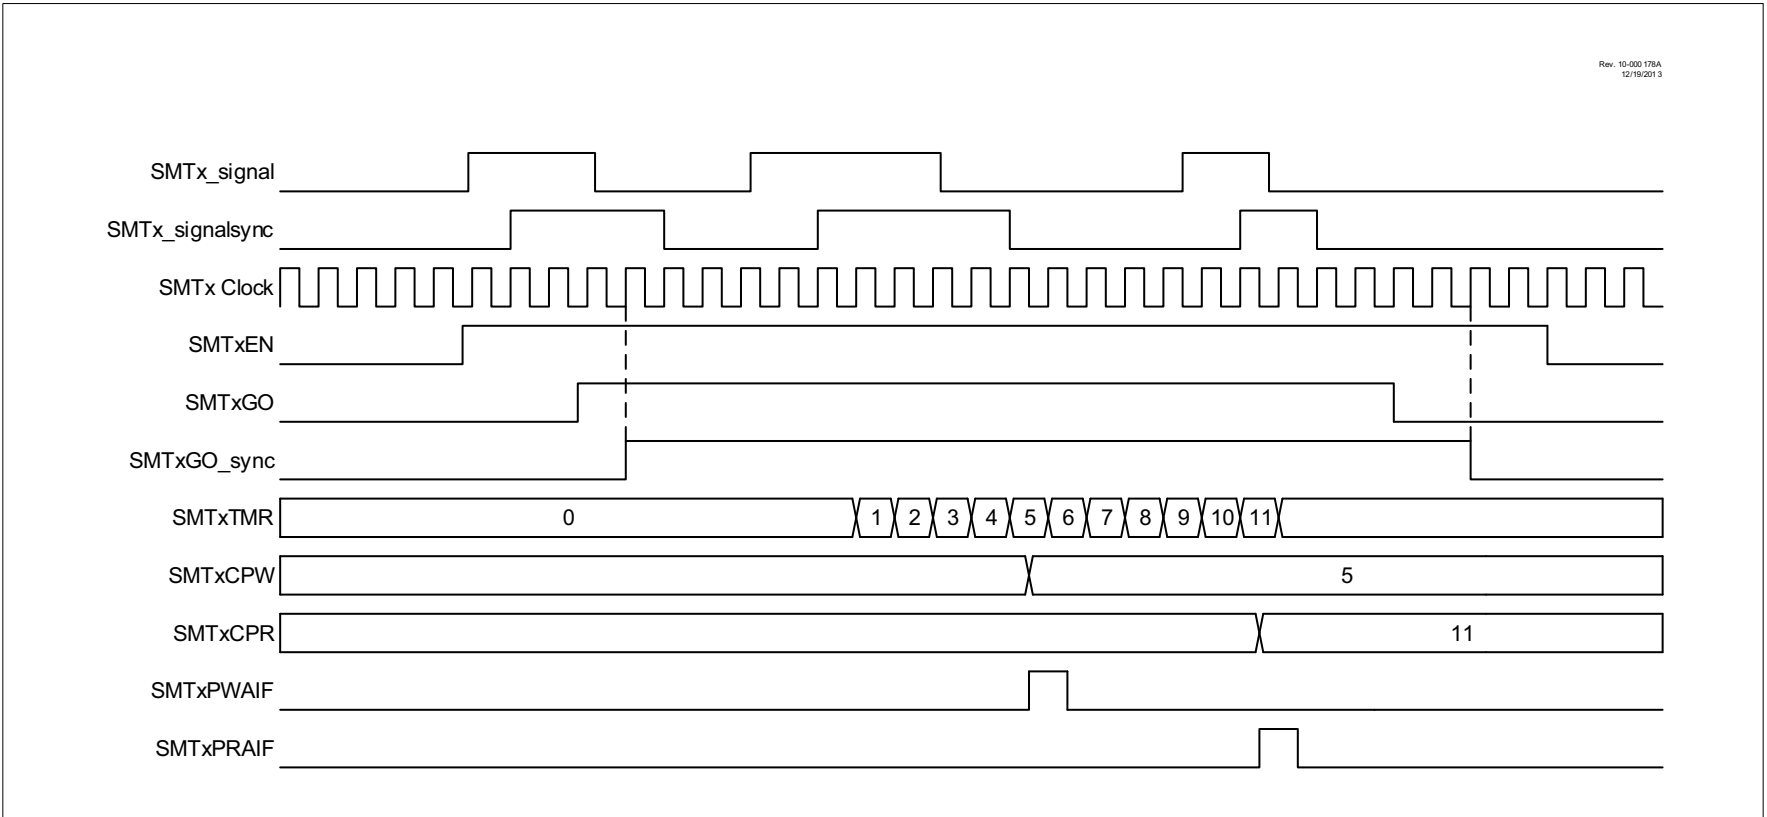 Rev. 10-000 178A
12/19/201 3
SMTx_signal
SMTx_signalsync
SMTx Clock
SMTxEN
SMTxGO
SMTxGO_sync
SMTxTMR 0 1 2 3 4 5 6 7 8 9 10 11
SMTxCPW 5
SMTxCPR 11
SMTxPWAIF
SMTxPRAIF